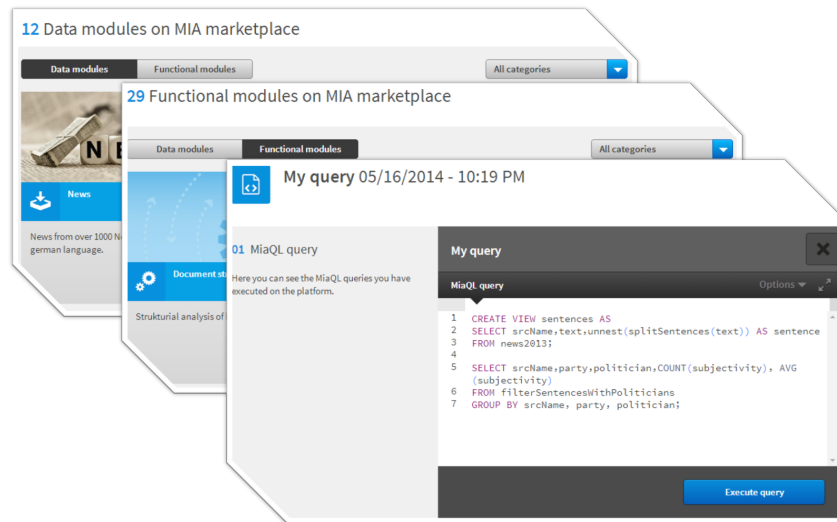 12 Data modules on MIA marketplace
Data modules
Functional modules
All categories
News
News from over 1000
german language.
29 Functional modules on MIA marketplace
Data modules
Functional modules
All categories
Document
Strukturial analysis of
My query 05/16/2014 - 10:19 PM
01 MiaQL query
Here you can see the MiaQL queries you have
executed on the platform.
My query
MiaQL query
Options
1 CREATE VIEW sentences AS
2 SELECT srcName,text,unnest(splitSentences(text)) AS sentence
3 FROM news2013;
4
5 SELECT srcName,party,politician,COUNT(subjectivity), AVG
(subjectivity)
6 FROM filterSentencesWithPoliticians
7 GROUP BY srcName, party, politician;
Execute query